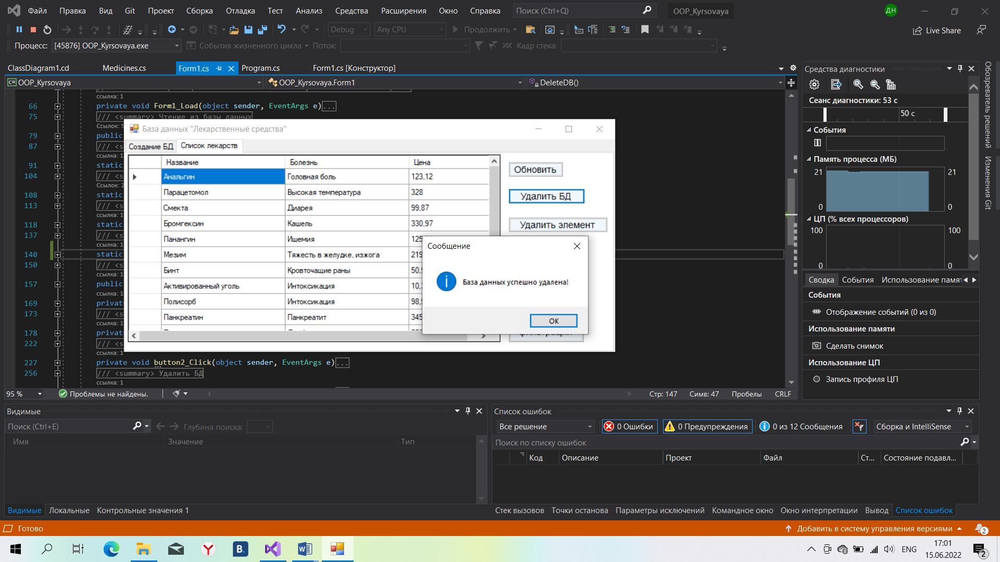 Файл Правка Вид Git Проект Сборка Отладка Тест Анализ Средства Расширения Окно Справка Поиск (Ctrl+Q) OOP_Kyrsovaya ДН
Debug Any CPU Продолжить Live Share
Процесс: [45876] OOP_Kyrsovaya.exe События жизненного цикла Поток: Кадр стека:
ClassDiagram1.cd Medicines.cs Form1.cs Program.cs Form1.cs [Конструктор]
OOP_Kyrsovaya OOP_Kyrsovaya.Form1 DeleteDB()
ссылка: 1
66 private void Form1_Load(object sender, EventArgs e)...
75 /// <summary> Чтение из базы данных
Ссылок: 5
79 public
87 /// <s
ссылка: 1
91 static
104 /// <s
Ссылок: 2
108 static
113 /// <s
ссылка: 1
118 static
137 /// <s
ссылка: 1
140 static
150 /// <s
ссылка: 1
157 public
ссылка: 1
169 privat
173 /// <s
ссылка: 1
178 privat
222 /// <s
ссылка: 1
227 private void button2_Click(object sender, EventArgs e)...
256 /// <summary> Удалить БД
ссылка: 1
База данных "Лекарственные средства"
Создание БД Список лекарств
Название Болезнь Цена
Анальгин Головная боль 123,12
Парацетомол Высокая температура 328
Смекта Диарея 99,87
Бромгексин Кашель 330,97
Панангин Ишемия 125
Мезим Тяжесть в желудке, изжога 219
Бинт Кровточащие раны 50,5
Активированный уголь Интоксикация 10,3
Полисорб Интоксикация 98,9
Панкреатин Панкреатит 345
Обновить
Удалить БД
Удалить элемент
фильтрации
Сообщение
База данных успешно удалена!
ОК
95 % Проблемы не найдены. Стр: 147 Симв: 47 Пробелы CRLF
Средства диагностики
Сеанс диагностики: 53 с
50 с
События
Память процесса (МБ)
21 21
0 0
ЦП (% всех процессоров)
100 100
0 0
Сводка События Использование памят
События
Отображение событий (0 из 0)
Использование памяти
Сделать снимок
Использование ЦП
Запись профиля ЦП
Обозреватель решений
Изменения Git
Видимые
Поиск (Ctrl+E) Глубина поиска:
Имя Значение Тип
Видимые Локальные Контрольные значения 1
Список ошибок
Все решение 0 Ошибки 0 Предупреждения 0 из 12 Сообщения Сборка и IntelliSense
Поиск по списку ошибок
Код Описание Проект Файл Ст... Состояние подавл...
Стек вызовов Точки останова Параметры исключений Командное окно Окно интерпретации Вывод Список ошибок
Готово Добавить в систему управления версиями 2
B. ENG 17:01
15.06.2022 2